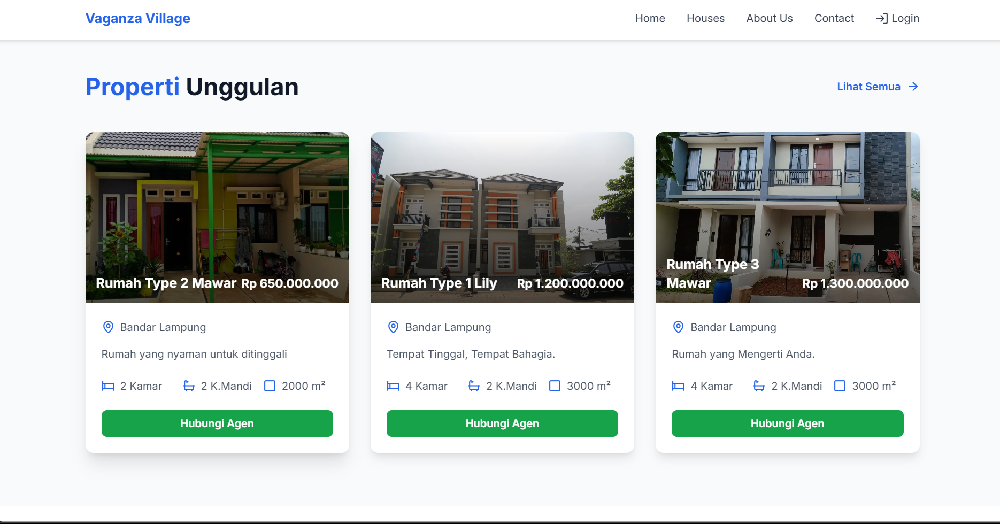 Vaganza Village
Home
Houses
About Us
Contact
Login
Properti Unggulan
Lihat Semua
Rumah Type 2 Mawar
Rp 650.000.000
Bandar Lampung
Rumah yang nyaman untuk ditinggali
2 Kamar
2 K.Mandi
2000 m²
Hubungi Agen
Rumah Type 1 Lily
Rp 1.200.000.000
Bandar Lampung
Tempat Tinggal, Tempat Bahagia.
4 Kamar
2 K.Mandi
3000 m²
Hubungi Agen
K-6
Rumah Type 3
Mawar
Rp 1.300.000.000
Bandar Lampung
Rumah yang Mengerti Anda.
4 Kamar
2 K.Mandi
3000 m²
Hubungi Agen